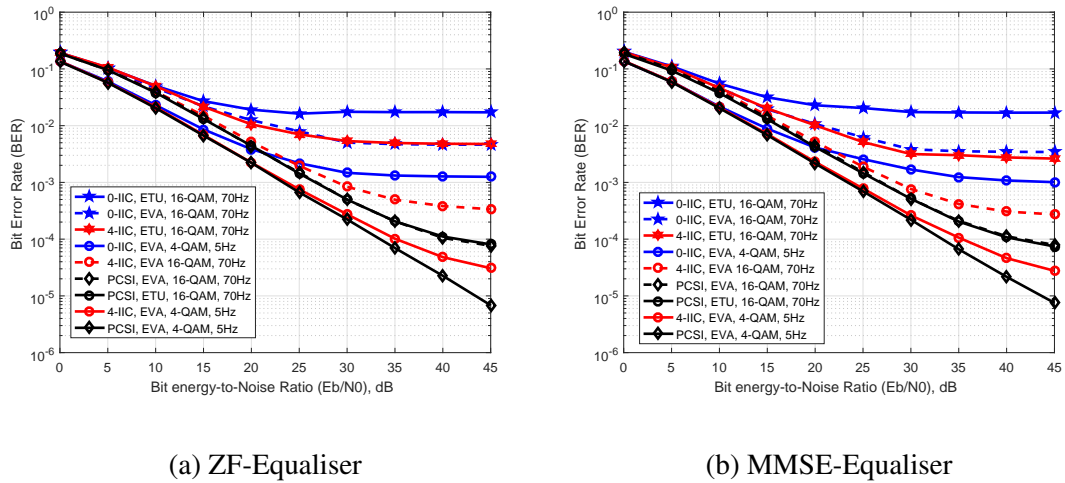 10^0
10^-1
10^-2
10^-3
10^-4
10^-5
10^-6
Bit Error Rate (BER)
0-IIC, ETU, 16-QAM, 70Hz
0-IIC, EVA, 16-QAM, 70Hz
4-IIC, ETU, 16-QAM, 70Hz
0-IIC, EVA, 4-QAM, 5Hz
4-IIC, EVA 16-QAM, 70Hz
PCSI, EVA, 16-QAM, 70Hz
PCSI, ETU, 16-QAM, 70Hz
4-IIC, EVA, 4-QAM, 5Hz
PCSI, EVA, 4-QAM, 5Hz
0 5 10 15 20 25 30 35 40 45
Bit energy-to-Noise Ratio (Eb/N0), dB
(a) ZF-Equaliser
10^0
10^-1
10^-2
10^-3
10^-4
10^-5
10^-6
Bit Error Rate (BER)
0-IIC, ETU, 16-QAM, 70Hz
0-IIC, EVA, 16-QAM, 70Hz
4-IIC, ETU, 16-QAM, 70Hz
0-IIC, EVA, 4-QAM, 5Hz
4-IIC, EVA 16-QAM, 70Hz
PCSI, EVA, 16-QAM, 70Hz
PCSI, ETU, 16-QAM, 70Hz
4-IIC, EVA, 4-QAM, 5Hz
PCSI, EVA, 4-QAM, 5Hz
0 5 10 15 20 25 30 35 40 45
Bit energy-to-Noise Ratio (Eb/N0), dB
(b) MMSE-Equaliser